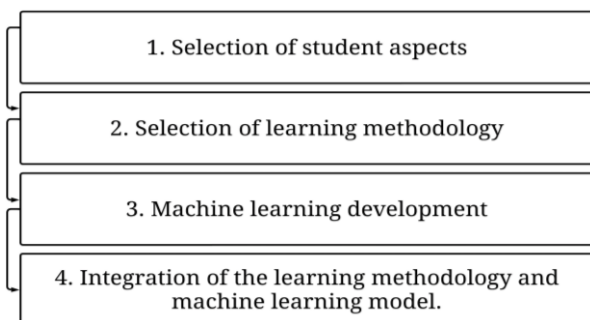 1. Selection of student aspects
2. Selection of learning methodology
3. Machine learning development
4. Integration of the learning methodology and
machine learning model.